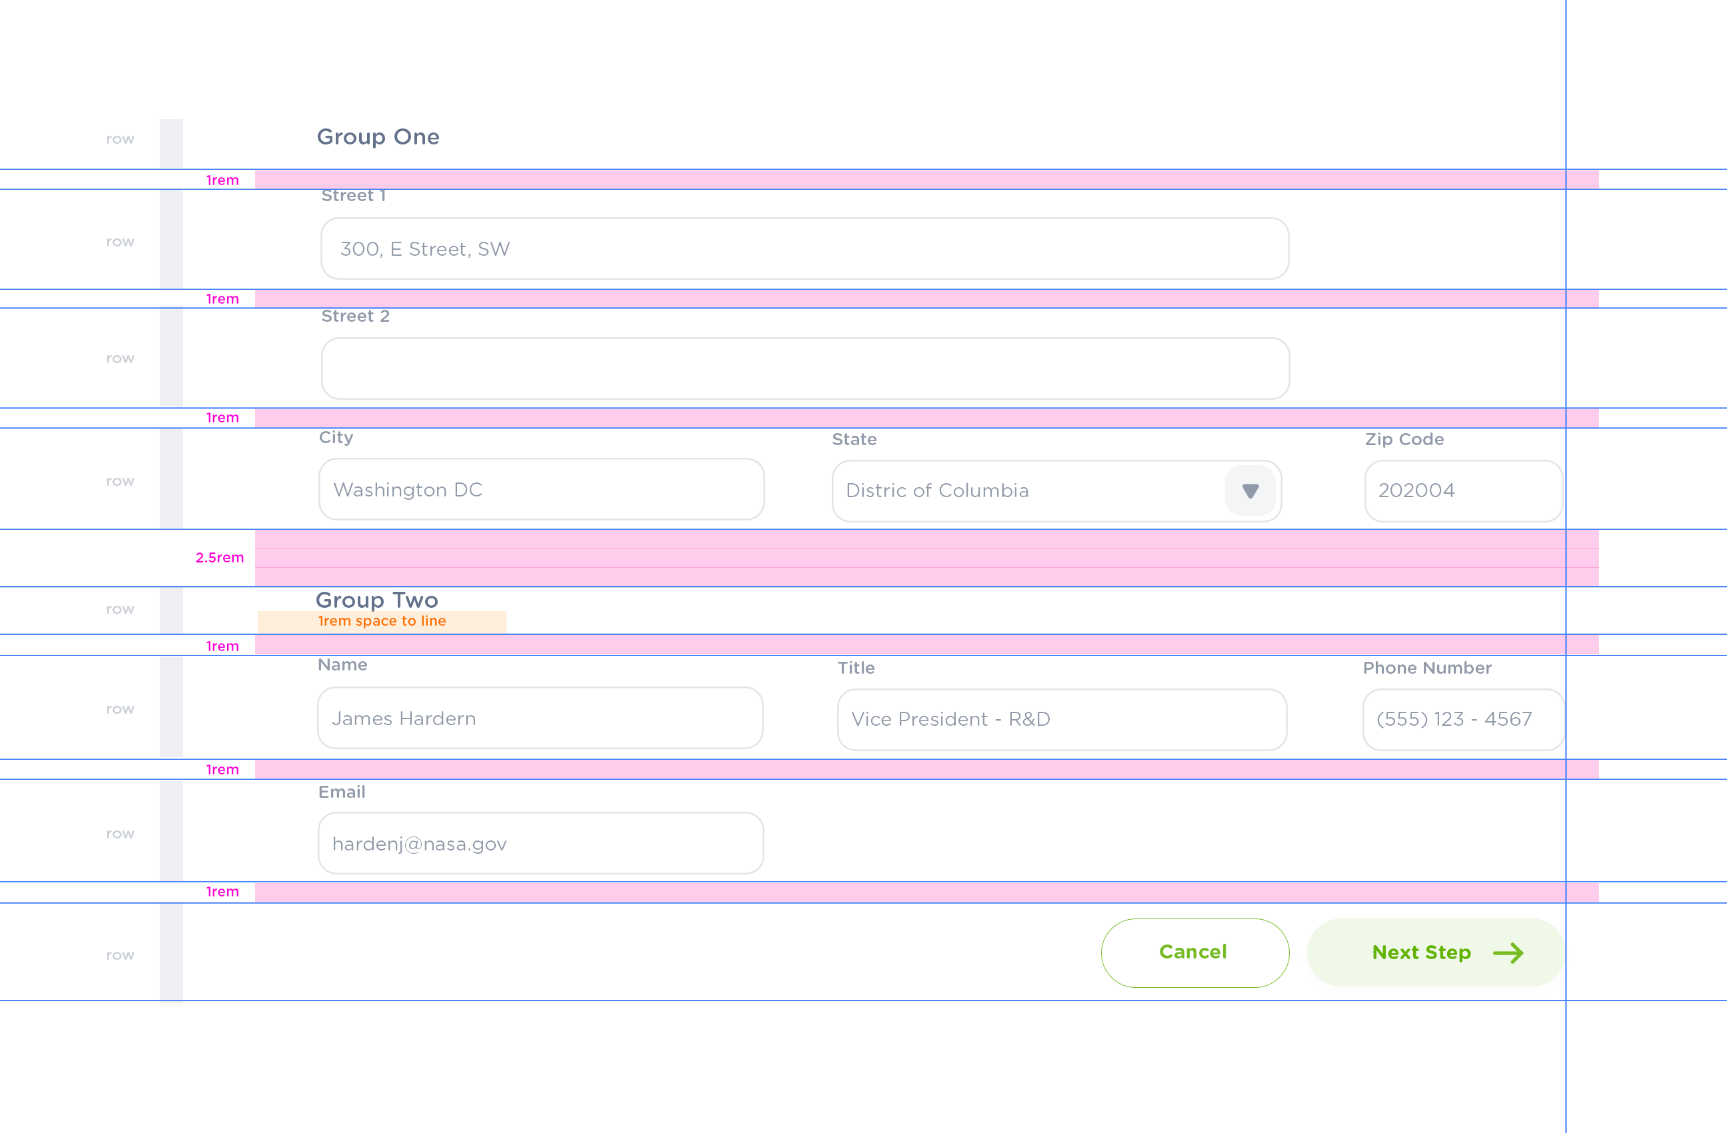 row Group One
1rem
Street 1
row 300, E Street, SW
1rem
Street 2
row
1rem
City State Zip Code
row Washington DC Distric of Columbia 202004
2.5rem
row Group Two
1rem space to line
1rem
Name Title Phone Number
row James Hardern Vice President - R&D (555) 123 - 4567
1rem
Email
row hardenj@nasa.gov
1rem
row Cancel Next Step